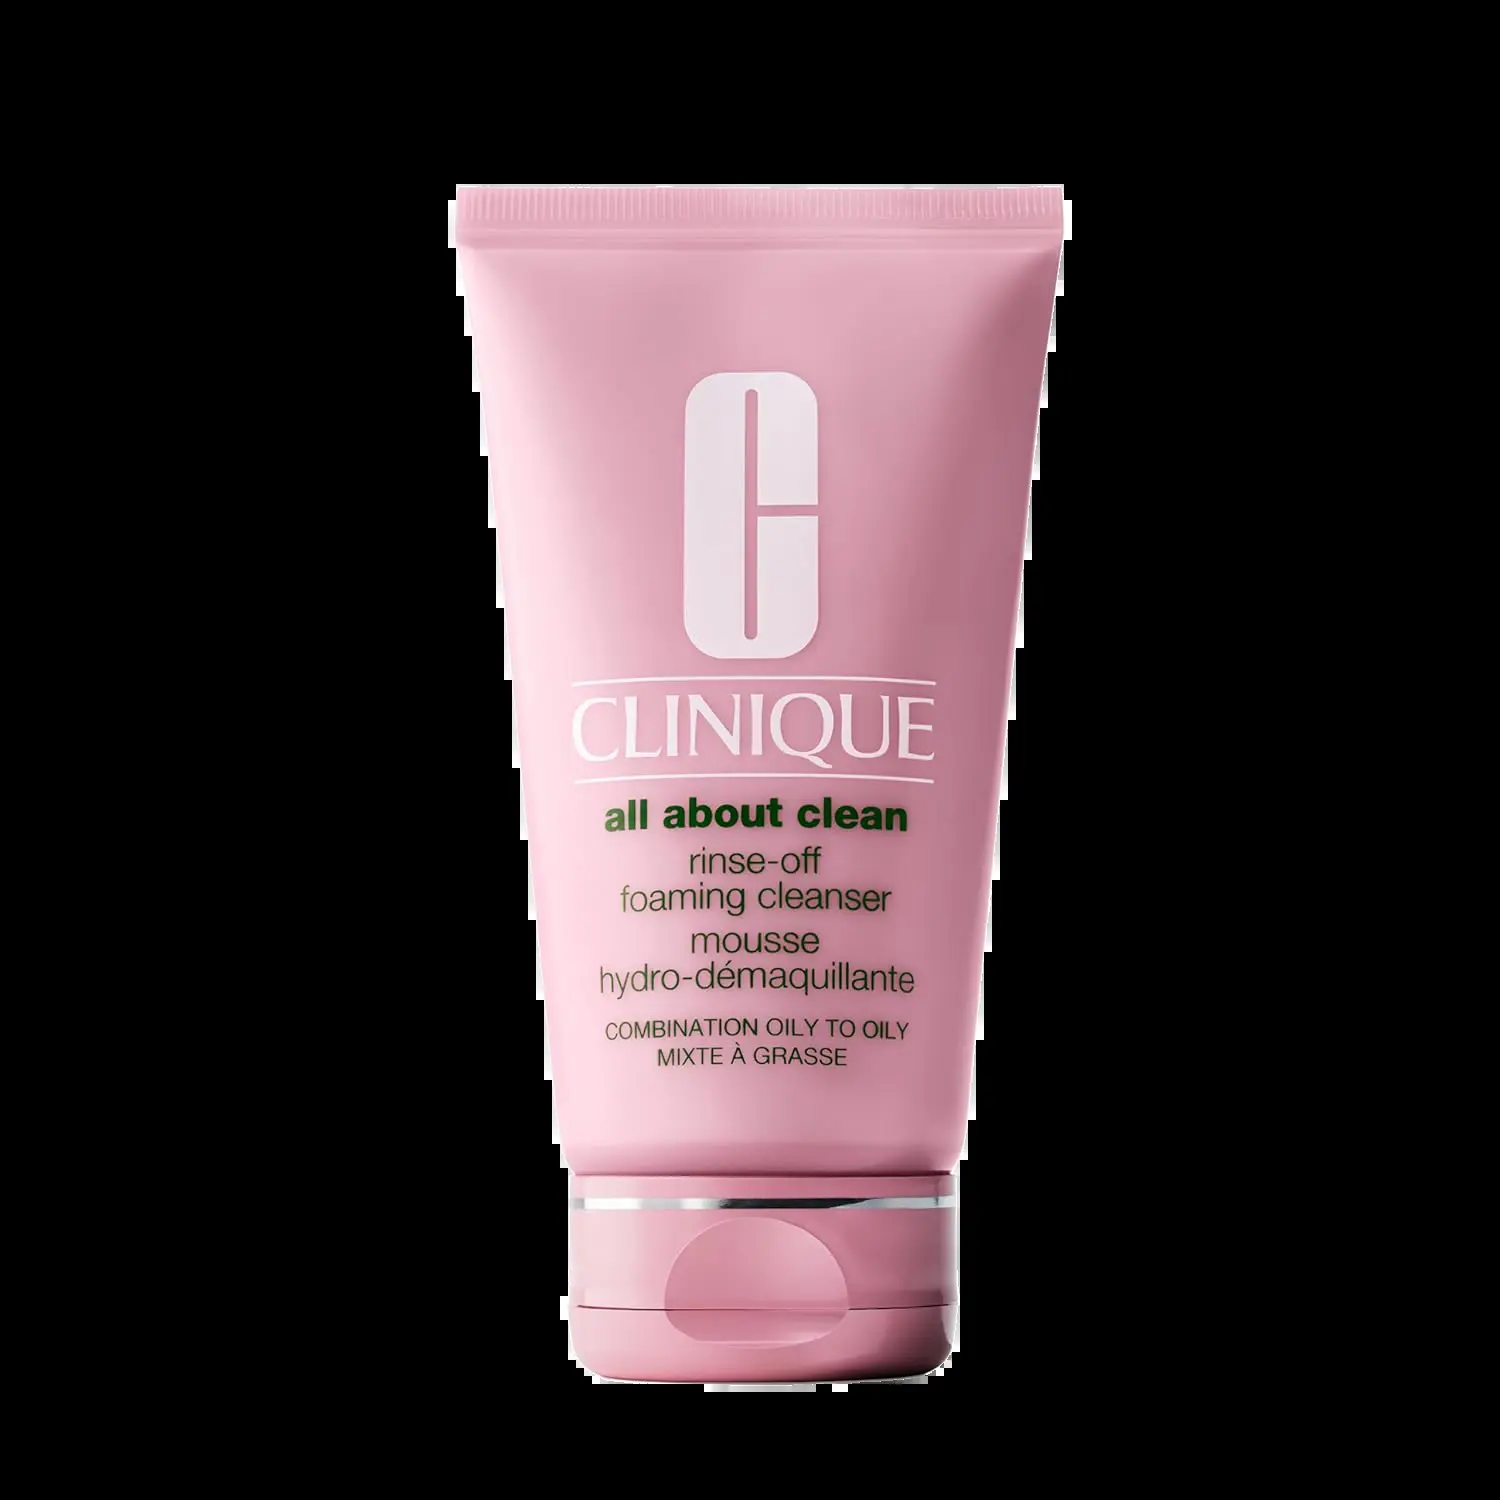 C
CLINIQUE
all about clean
rinse-off
foaming cleanser
mousse
hydro-démaquillante
COMBINATION OILY TO OILY
MIXTE À GRASSE